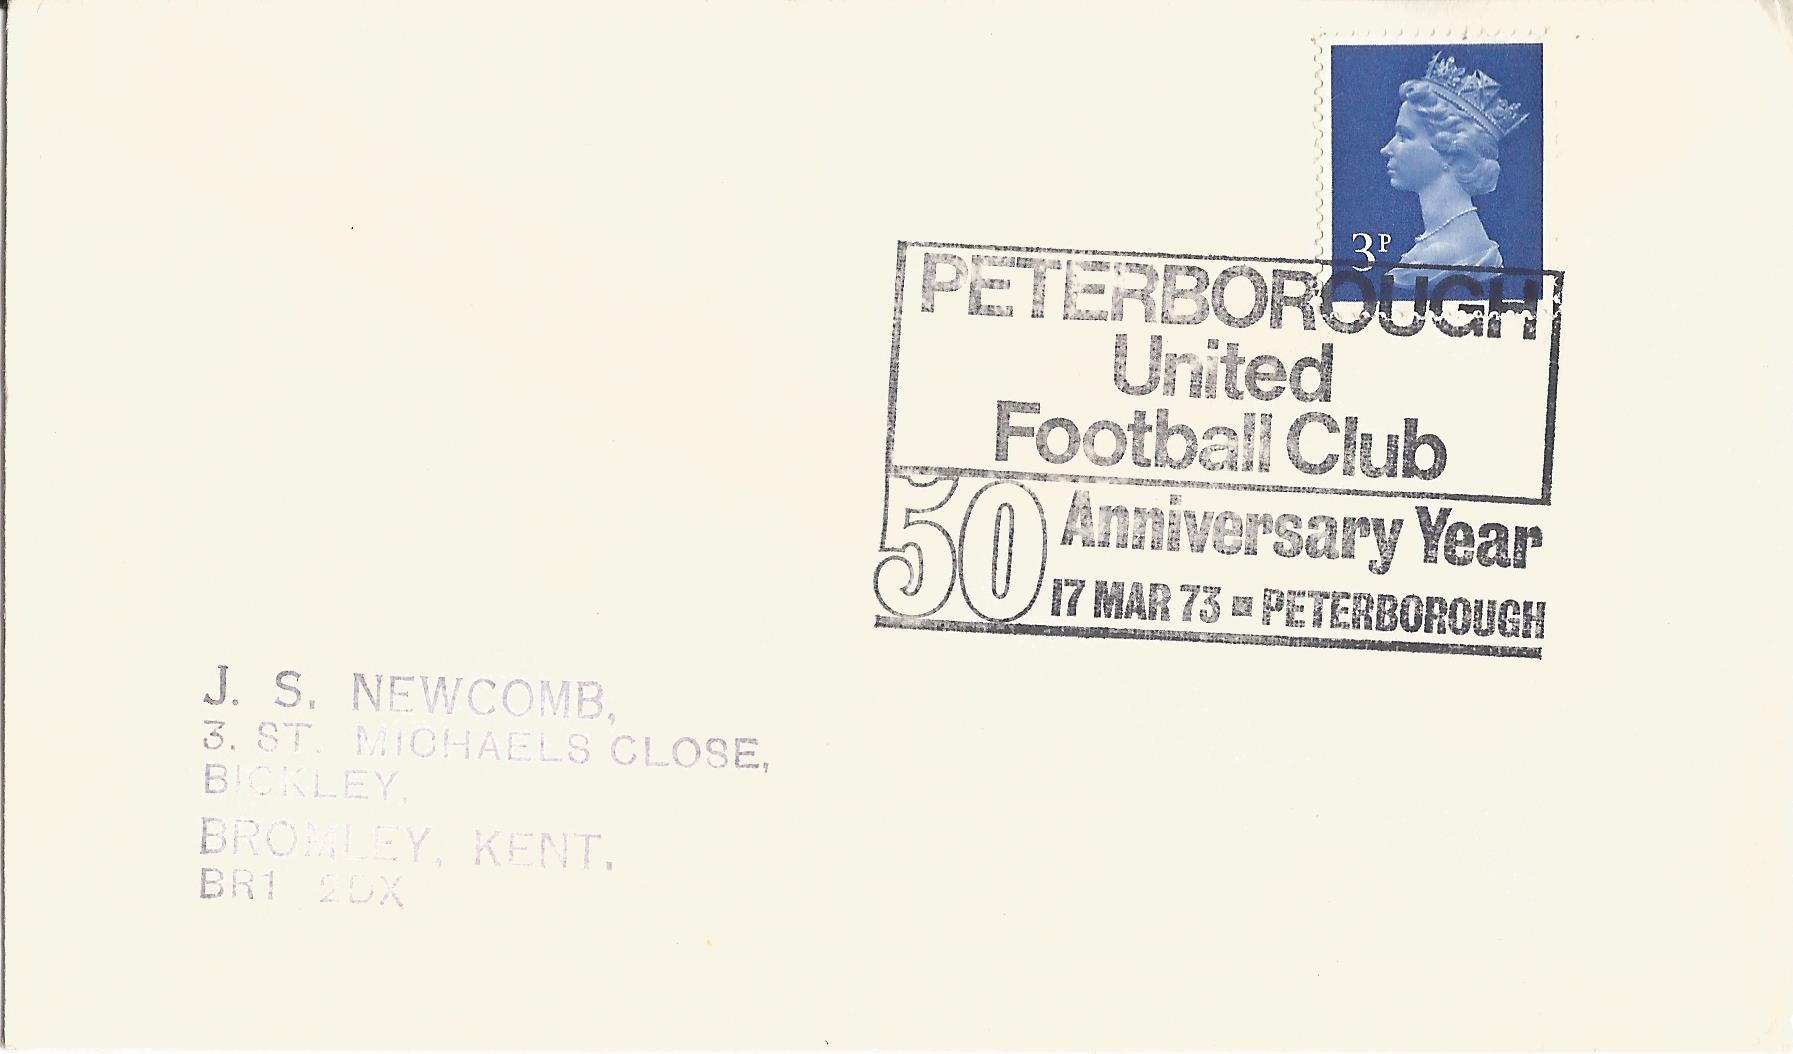 3P
PETERBOROUGH
United
Football Club
50 Anniversary Year
17 MAR 73 PETERBOROUGH
J. S. NEWCOMB,
3. ST. MICHAELS CLOSE,
BICKLEY,
BROMLEY, KENT.
BR1 2DX